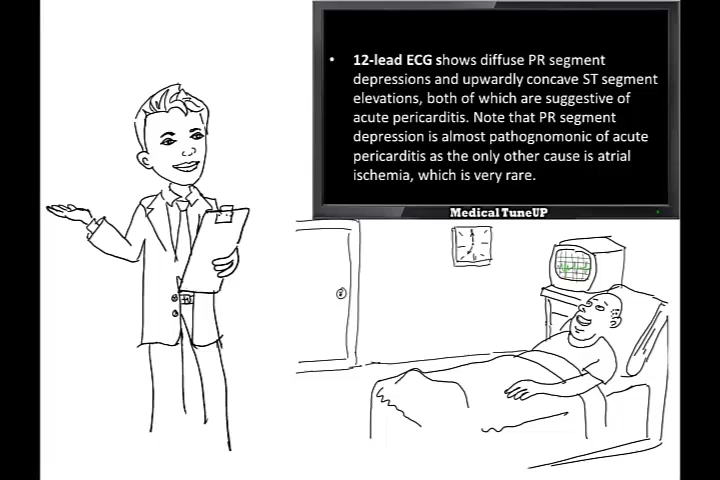 • 12-lead ECG shows diffuse PR segment
depressions and upwardly concave ST segment
elevations, both of which are suggestive of
acute pericarditis. Note that PR segment
depression is almost pathognomonic of acute
pericarditis as the only other cause is atrial
ischemia, which is very rare.
Medical TuneUP